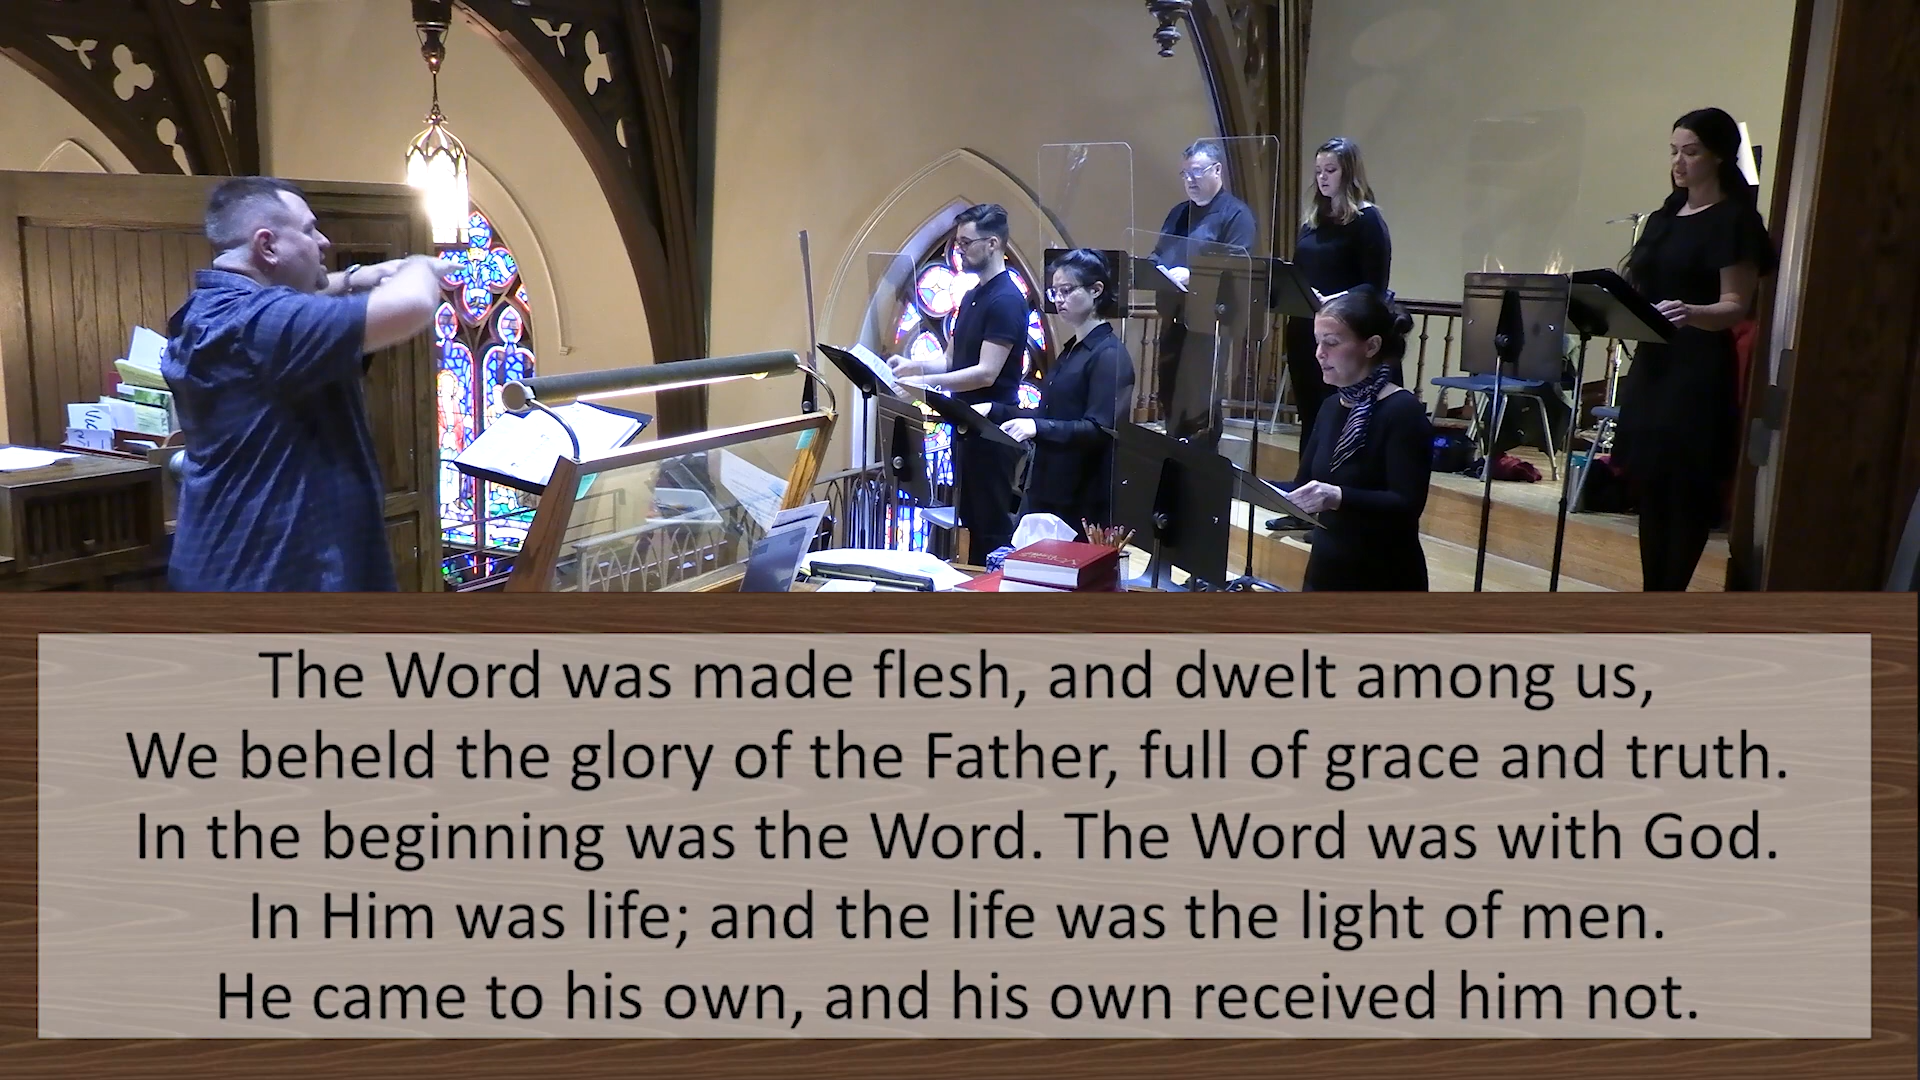 The Word was made flesh, and dwelt among us,
We beheld the glory of the Father, full of grace and truth.
In the beginning was the Word. The Word was with God.
In Him was life; and the life was the light of men.
He came to his own, and his own received him not.